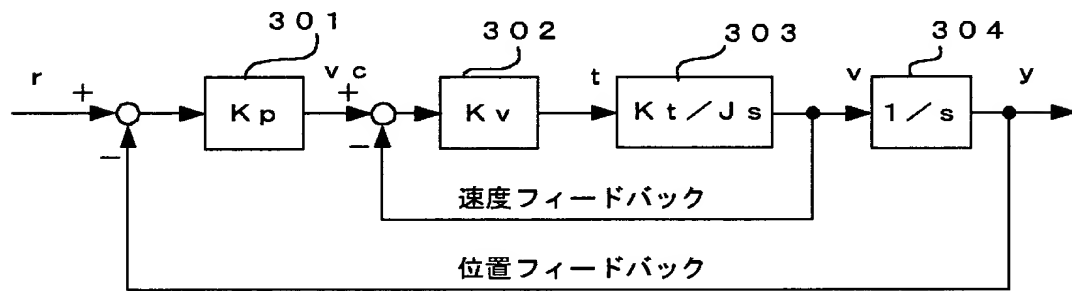 301
302
303
304
r
+
−
Kp
vc
+
−
Kv
t
Kt/Js
v
1/s
y
速度フィードバック
位置フィードバック